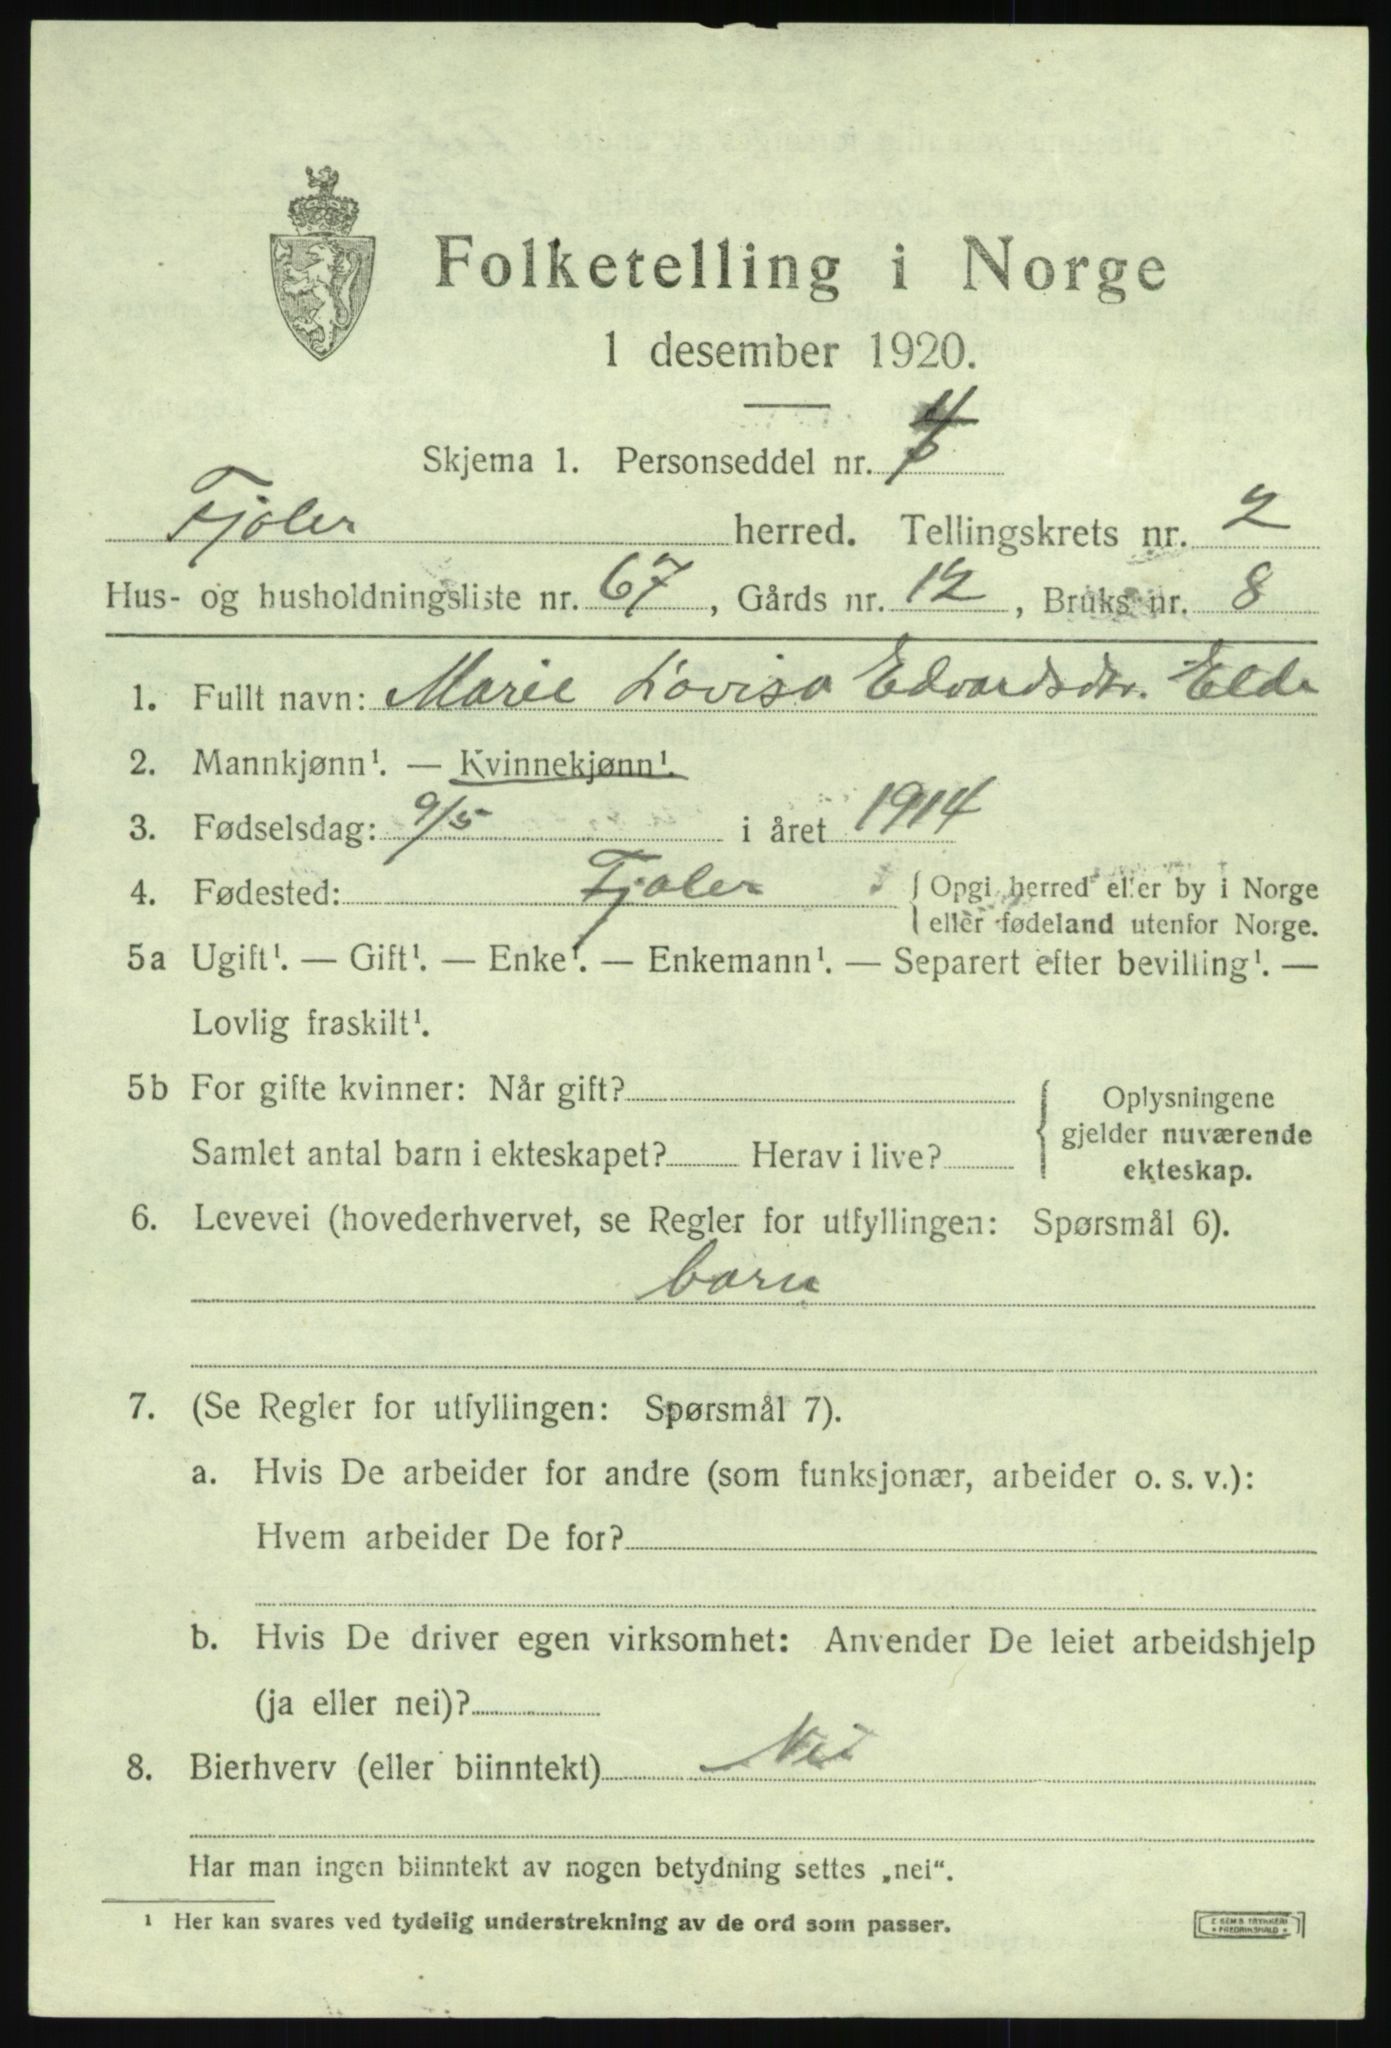 Folketelling i Norge
1 desember 1920.
Skjema 1. Personseddel nr.
Fjaler herred. Tellingskrets nr. 2
Hus- og husholdningsliste nr. 67, Gårds nr. 12, Bruks nr. 8
1. Fullt navn: Marie Lovisa Edvardsdtr. Elde
2. Mannkjønn¹. — Kvinnekjønn¹.
3. Fødselsdag: 9/5 i året 1914
4. Fødested: Fjaler { Opgi herred eller by i Norge
eller fødeland utenfor Norge.
5a Ugift¹. — Gift¹. — Enke¹. — Enkemann¹. — Separert efter bevilling¹. —
Lovlig fraskilt¹.
5b For gifte kvinner: Når gift?
Samlet antal barn i ekteskapet? Herav i live?
{ Oplysningene
gjelder nuværende
ekteskap.
6. Levevei (hovederhvervet, se Regler for utfyllingen: Spørsmål 6).
barn
7. (Se Regler for utfyllingen: Spørsmål 7).
a. Hvis De arbeider for andre (som funksjonær, arbeider o. s. v.):
Hvem arbeider De for?
b. Hvis De driver egen virksomhet: Anvender De leiet arbeidshjelp
(ja eller nei)?
8. Bierhverv (eller biinntekt) Nei
Har man ingen biinntekt av nogen betydning settes „nei“.
¹ Her kan svares ved tydelig understrekning av de ord som passer.